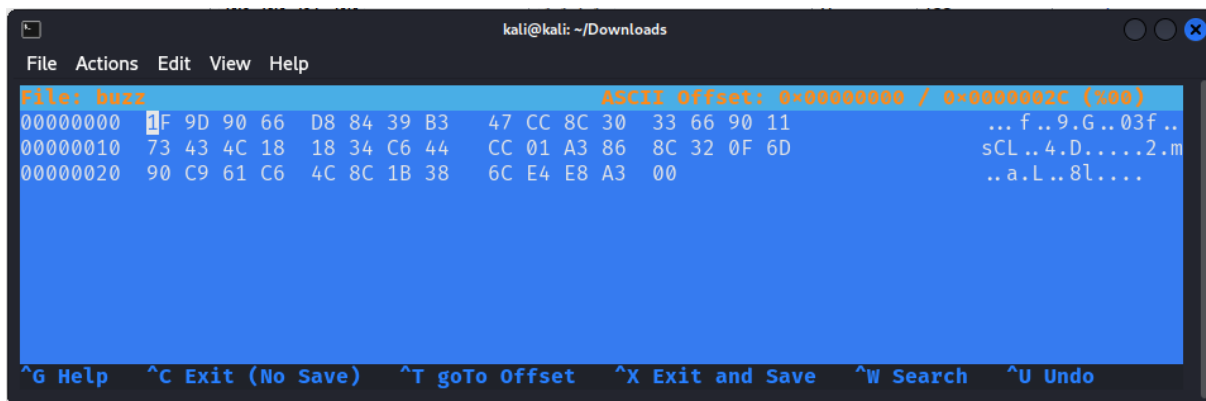 kali@kali: ~/Downloads
File Actions Edit View Help
File: buzz ASCII Offset: 0×00000000 / 0×0000002C (%00)
00000000 1F 9D 90 66 D8 84 39 B3 47 CC 8C 30 33 66 90 11 ...f..9.G..03f..
00000010 73 43 4C 18 18 34 C6 44 CC 01 A3 86 8C 32 0F 6D sCL..4.D.....2.m
00000020 90 C9 61 C6 4C 8C 1B 38 6C E4 E8 A3 00 ..a.L..8l....
^G Help ^C Exit (No Save) ^T goTo Offset ^X Exit and Save ^W Search ^U Undo